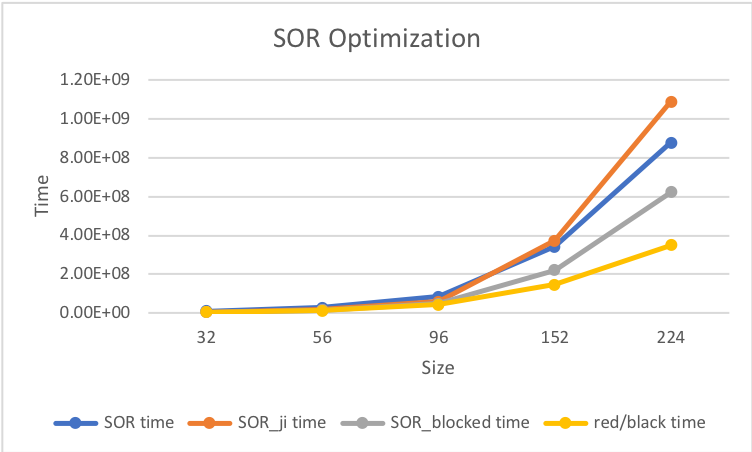 SOR Optimization
1.20E+09
1.00E+09
8.00E+08
6.00E+08
4.00E+08
2.00E+08
0.00E+00
Time
32 56 96 152 224
Size
SOR time SOR_ji time SOR_blocked time red/black time